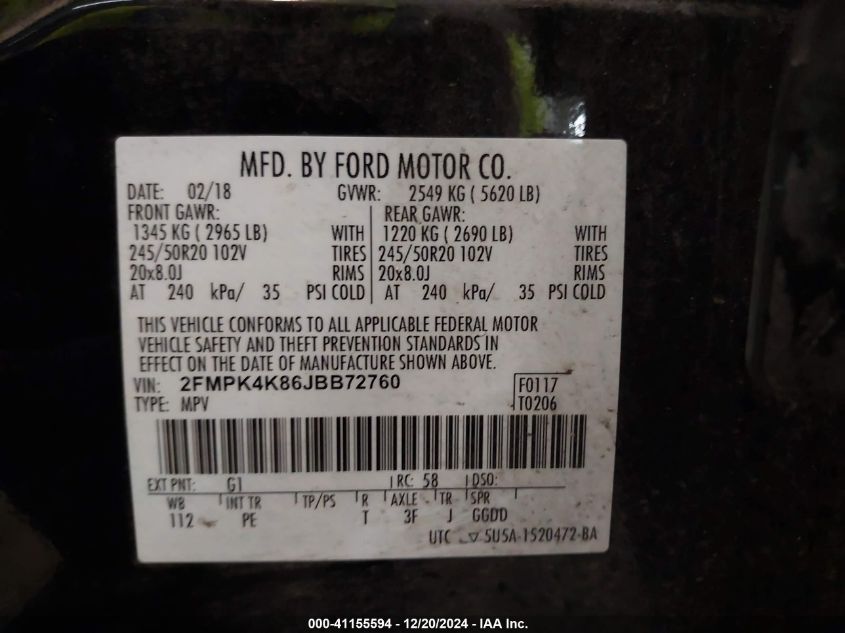 MFD. BY FORD MOTOR CO.
DATE: 02/18 GVWR: 2549 KG ( 5620 LB)
FRONT GAWR: REAR GAWR:
1345 KG ( 2965 LB) WITH 1220 KG ( 2690 LB) WITH
245/50R20 102V TIRES 245/50R20 102V TIRES
20x8.0J RIMS 20x8.0J RIMS
AT 240 kPa/ 35 PSI COLD AT 240 kPa/ 35 PSI COLD
THIS VEHICLE CONFORMS TO ALL APPLICABLE FEDERAL MOTOR
VEHICLE SAFETY AND THEFT PREVENTION STANDARDS IN
EFFECT ON THE DATE OF MANUFACTURE SHOWN ABOVE.
VIN: 2FMPK4K86JBB72760 F0117
TYPE: MPV T0206
EXT PNT: G1 RC: 58 DSO:
WB INT TR TP/PS R AXLE TR SPR
112 PE T 3F J GGDD
UTC 5U5A-1520472-BA
000-41155594 - 12/20/2024 - IAA Inc.